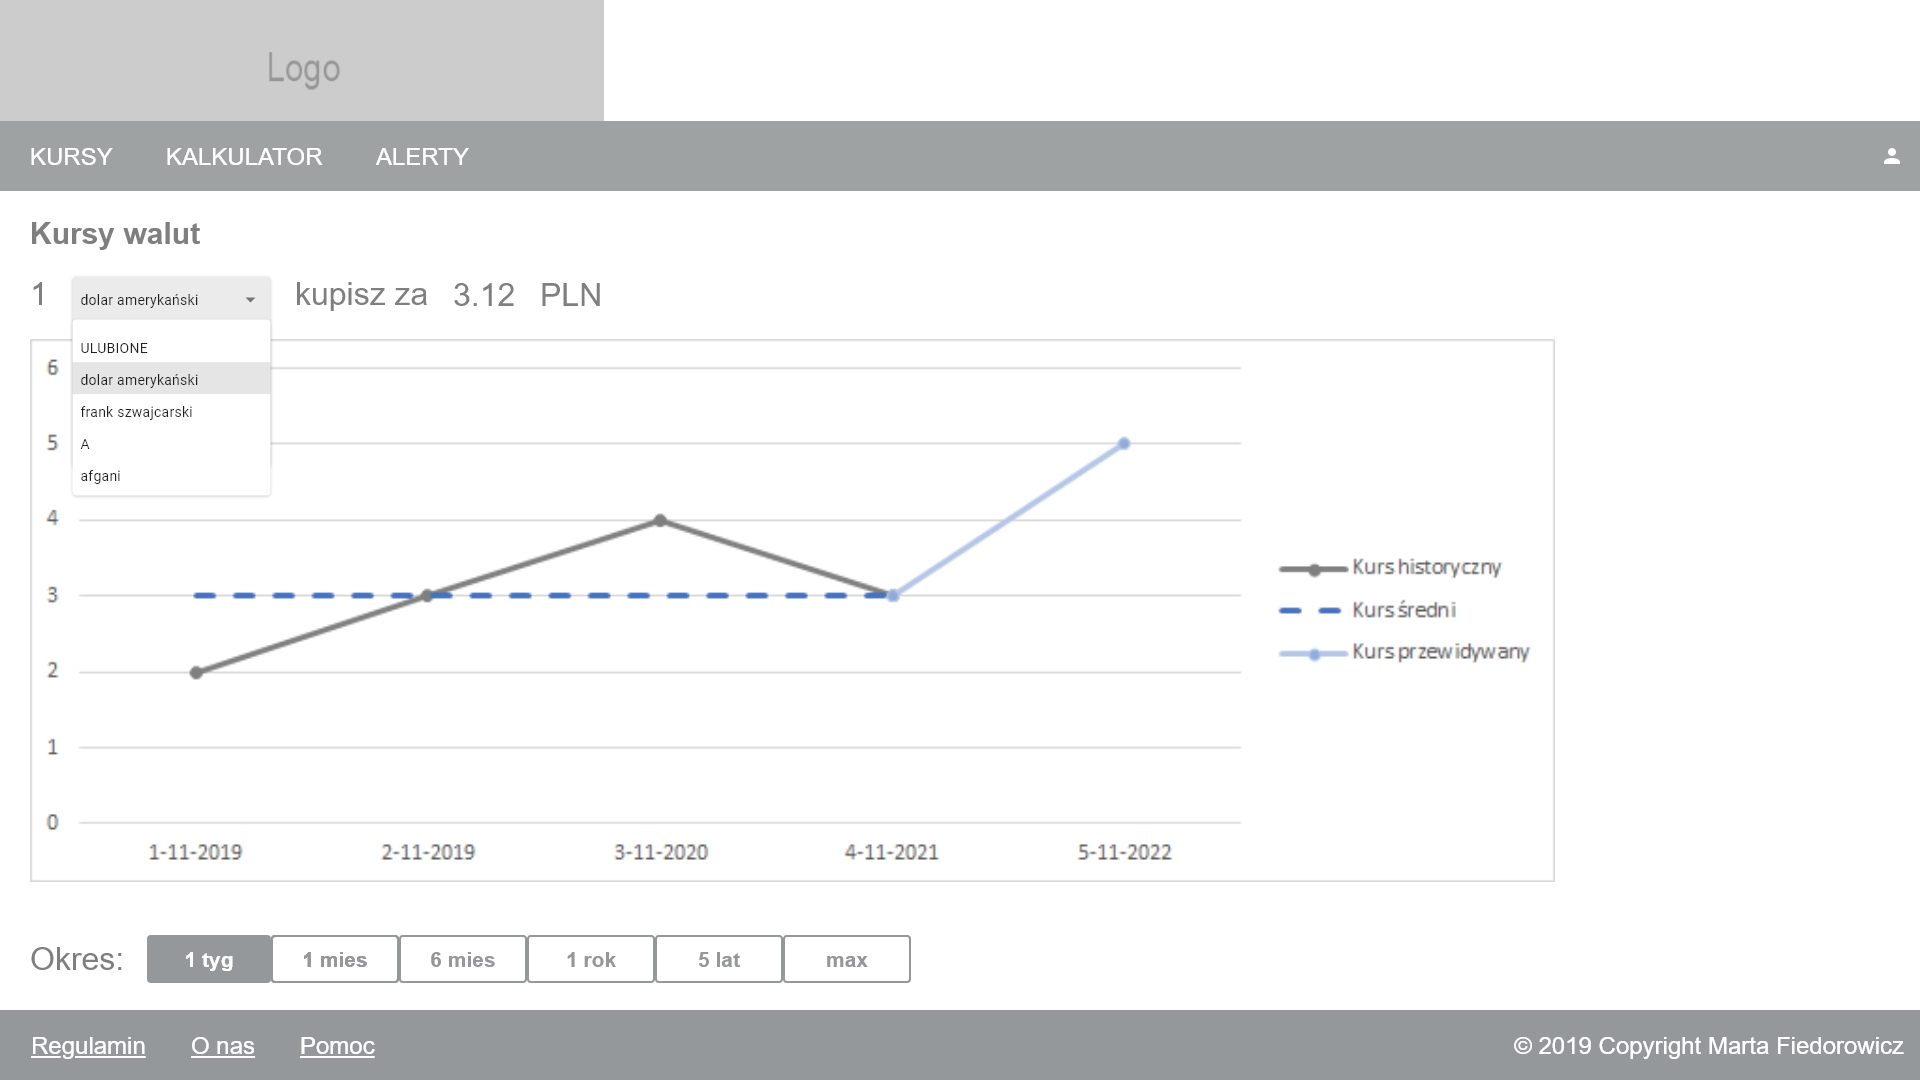 Logo
KURSY KALKULATOR ALERTY
Kursy walut
1 dolar amerykański kupisz za 3.12 PLN
ULUBIONE
dolar amerykański
frank szwajcarski
A
afgani
6
5
4
3
2
1
0
1-11-2019 2-11-2019 3-11-2020 4-11-2021 5-11-2022
Kurs historyczny
Kurs średni
Kurs przewidywany
Okres: 1 tyg 1 mies 6 mies 1 rok 5 lat max
Regulamin O nas Pomoc © 2019 Copyright Marta Fiedorowicz